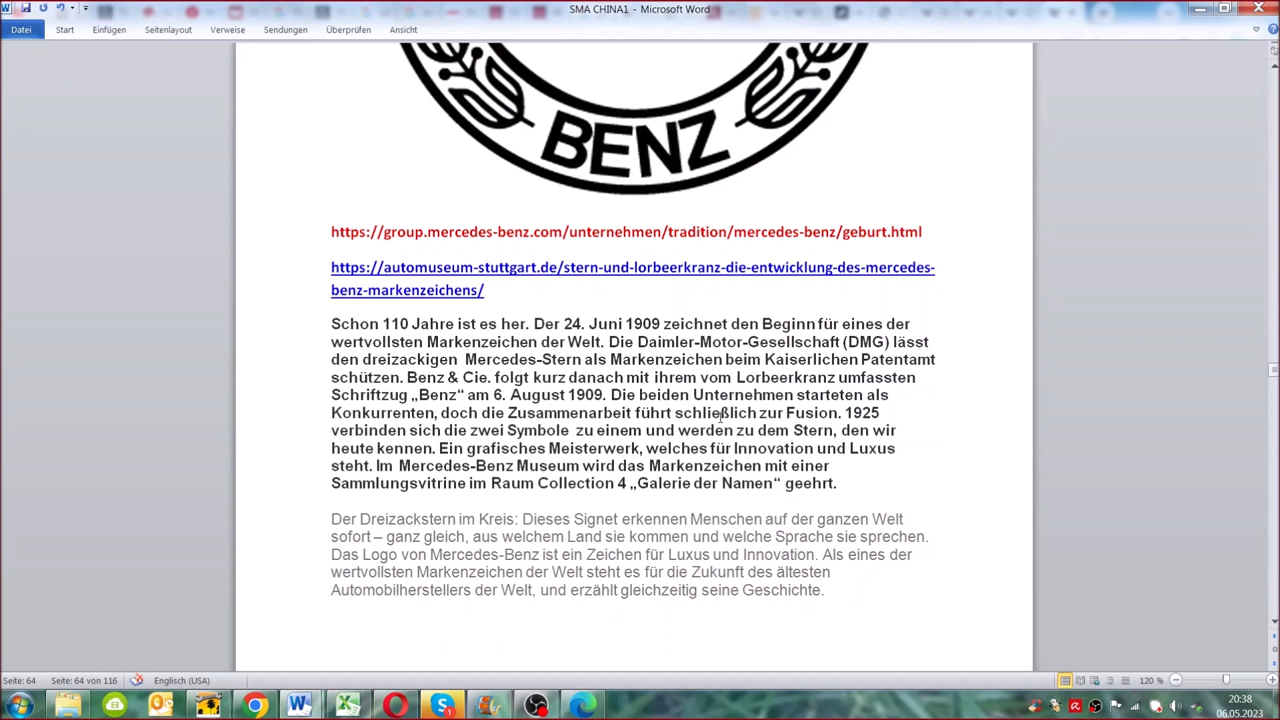 SMA CHINA1 - Microsoft Word
Datei Start Einfügen Seitenlayout Verweise Sendungen Überprüfen Ansicht
BENZ
https://group.mercedes-benz.com/unternehmen/tradition/mercedes-benz/geburt.html
https://automuseum-stuttgart.de/stern-und-lorbeerkranz-die-entwicklung-des-mercedes-
benz-markenzeichens/
Schon 110 Jahre ist es her. Der 24. Juni 1909 zeichnet den Beginn für eines der
wertvollsten Markenzeichen der Welt. Die Daimler-Motor-Gesellschaft (DMG) lässt
den dreizackigen Mercedes-Stern als Markenzeichen beim Kaiserlichen Patentamt
schützen. Benz & Cie. folgt kurz danach mit ihrem vom Lorbeerkranz umfassten
Schriftzug „Benz“ am 6. August 1909. Die beiden Unternehmen starteten als
Konkurrenten, doch die Zusammenarbeit führt schließlich zur Fusion. 1925
verbinden sich die zwei Symbole zu einem und werden zu dem Stern, den wir
heute kennen. Ein grafisches Meisterwerk, welches für Innovation und Luxus
steht. Im Mercedes-Benz Museum wird das Markenzeichen mit einer
Sammlungsvitrine im Raum Collection 4 „Galerie der Namen“ geehrt.
Der Dreizackstern im Kreis: Dieses Signet erkennen Menschen auf der ganzen Welt
sofort – ganz gleich, aus welchem Land sie kommen und welche Sprache sie sprechen.
Das Logo von Mercedes-Benz ist ein Zeichen für Luxus und Innovation. Als eines der
wertvollsten Markenzeichen der Welt steht es für die Zukunft des ältesten
Automobilherstellers der Welt, und erzählt gleichzeitig seine Geschichte.
Seite: 64 Seite: 64 von 116 Englisch (USA) 120 %
20:38
06.05.2023